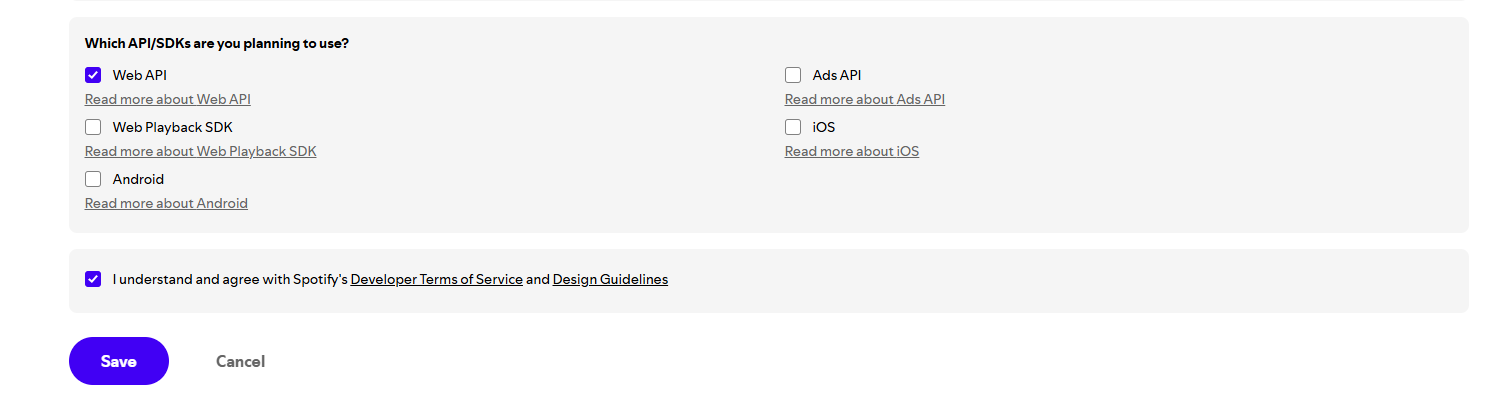 Which API/SDKs are you planning to use?
Web API
Read more about Web API
Ads API
Read more about Ads API
Web Playback SDK
Read more about Web Playback SDK
iOS
Read more about iOS
Android
Read more about Android
I understand and agree with Spotify's Developer Terms of Service and Design Guidelines
Save
Cancel